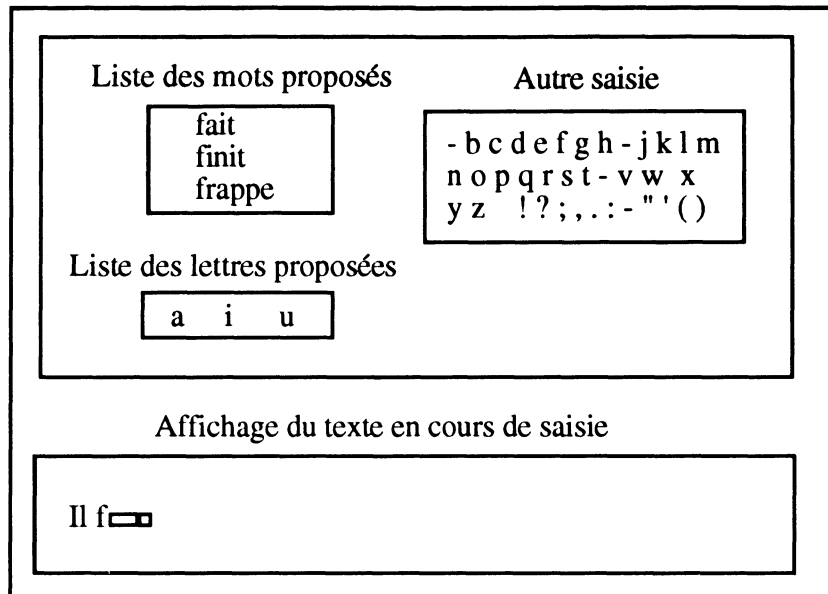 Liste des mots proposés
fait
finit
frappe
Autre saisie
- b c d e f g h - j k l m
n o p q r s t - v w x
y z ! ? ; , . : - " ' ( )
Liste des lettres proposées
a i u
Affichage du texte en cours de saisie
Il f